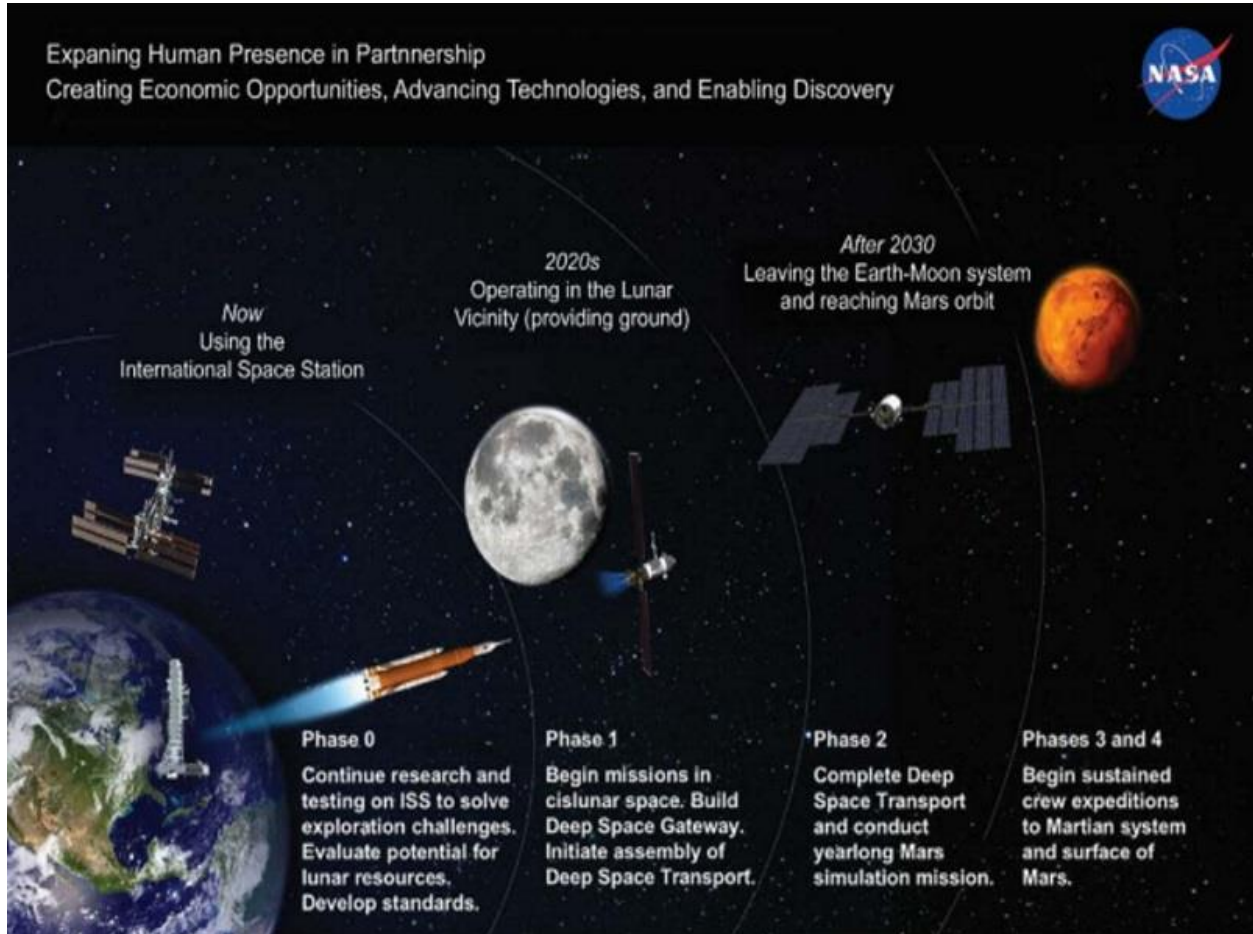 Expaning Human Presence in Partnnership
Creating Economic Opportunities, Advancing Technologies, and Enabling Discovery
NASA
Now
Using the
International Space Station
2020s
Operating in the Lunar
Vicinity (providing ground)
After 2030
Leaving the Earth-Moon system
and reaching Mars orbit
Phase 0
Continue research and
testing on ISS to solve
exploration challenges.
Evaluate potential for
lunar resources.
Develop standards.
Phase 1
Begin missions in
cislunar space. Build
Deep Space Gateway.
Initiate assembly of
Deep Space Transport.
Phase 2
Complete Deep
Space Transport
and conduct
yearlong Mars
simulation mission.
Phases 3 and 4
Begin sustained
crew expeditions
to Martian system
and surface of
Mars.